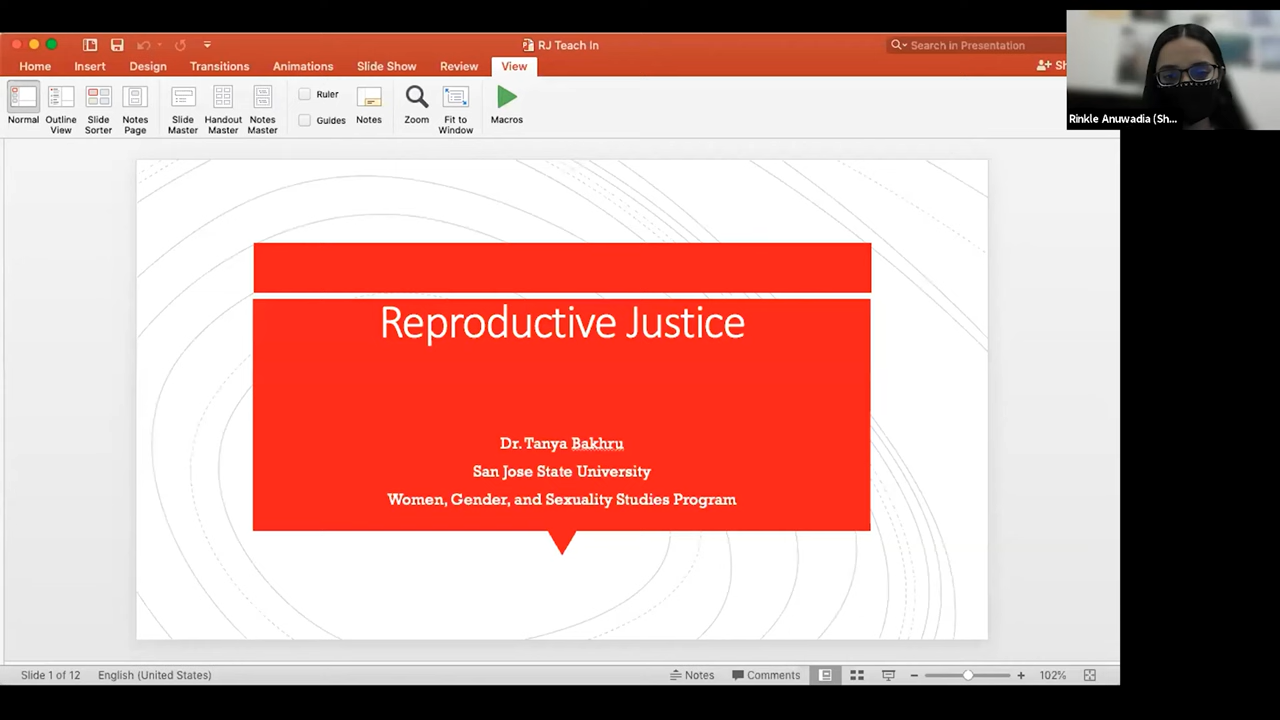 RJ Teach In
Search in Presentation
Home Insert Design Transitions Animations Slide Show Review View
Sh
Normal
Outline View
Slide Sorter
Notes Page
Slide Master
Handout Master
Notes Master
Ruler
Guides
Notes
Zoom
Fit to Window
Macros
Rinkle Anuwadia (Sh...
Reproductive Justice
Dr. Tanya Bakhru
San Jose State University
Women, Gender, and Sexuality Studies Program
Slide 1 of 12 English (United States) Notes Comments 102%